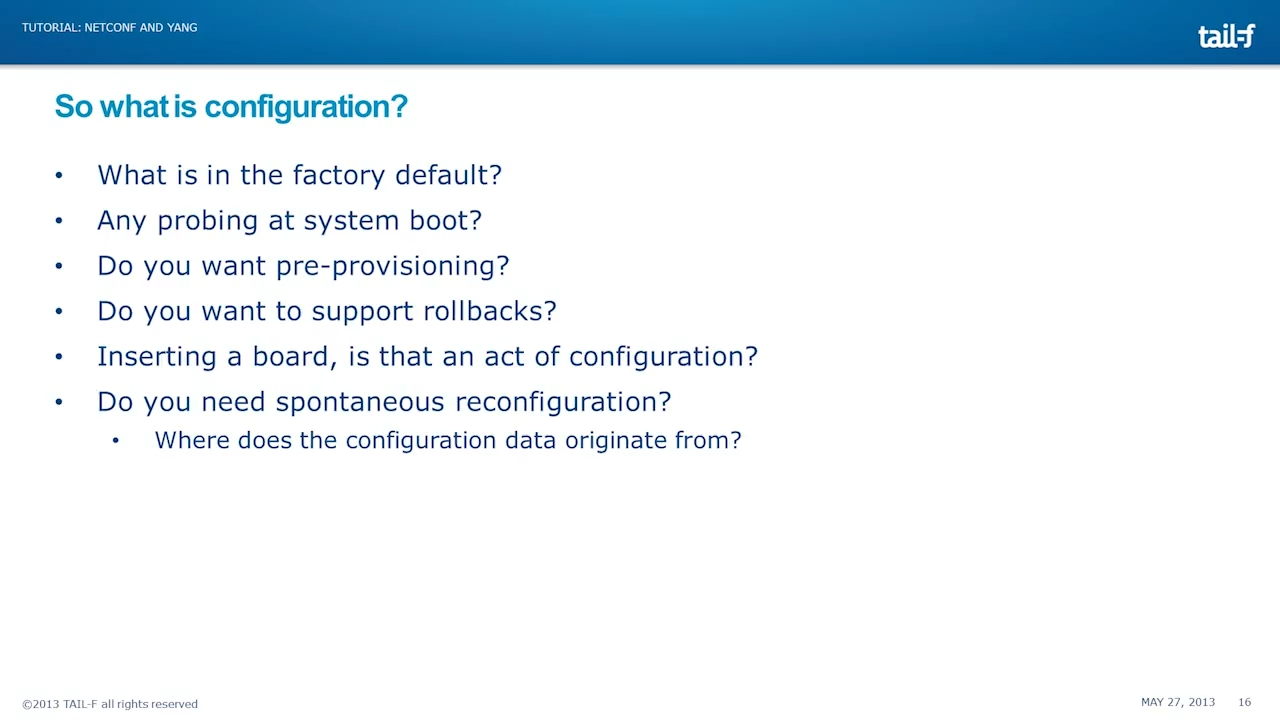 TUTORIAL: NETCONF AND YANG
tail-f
So what is configuration?
• What is in the factory default?
• Any probing at system boot?
• Do you want pre-provisioning?
• Do you want to support rollbacks?
• Inserting a board, is that an act of configuration?
• Do you need spontaneous reconfiguration?
• Where does the configuration data originate from?
©2013 TAIL-F all rights reserved
MAY 27, 2013 16